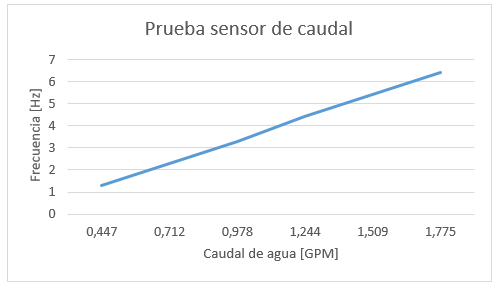 Prueba sensor de caudal
Frecuencia [Hz]
7
6
5
4
3
2
1
0
0,447 0,712 0,978 1,244 1,509 1,775
Caudal de agua [GPM]